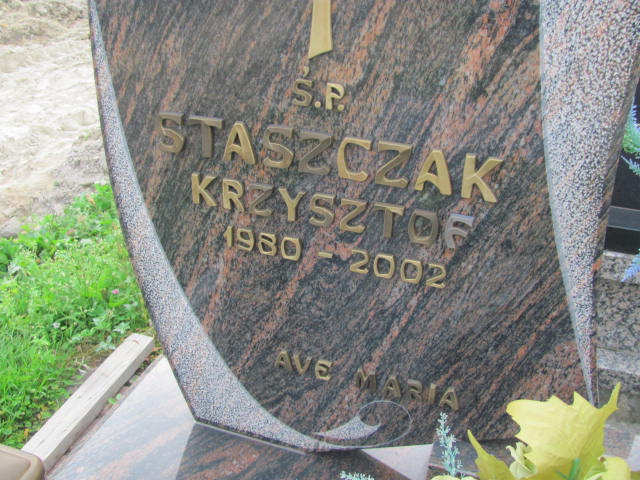 Ś.P.
STASZCZAK
KRZYSZTOF
1980 - 2002
AVE MARIA